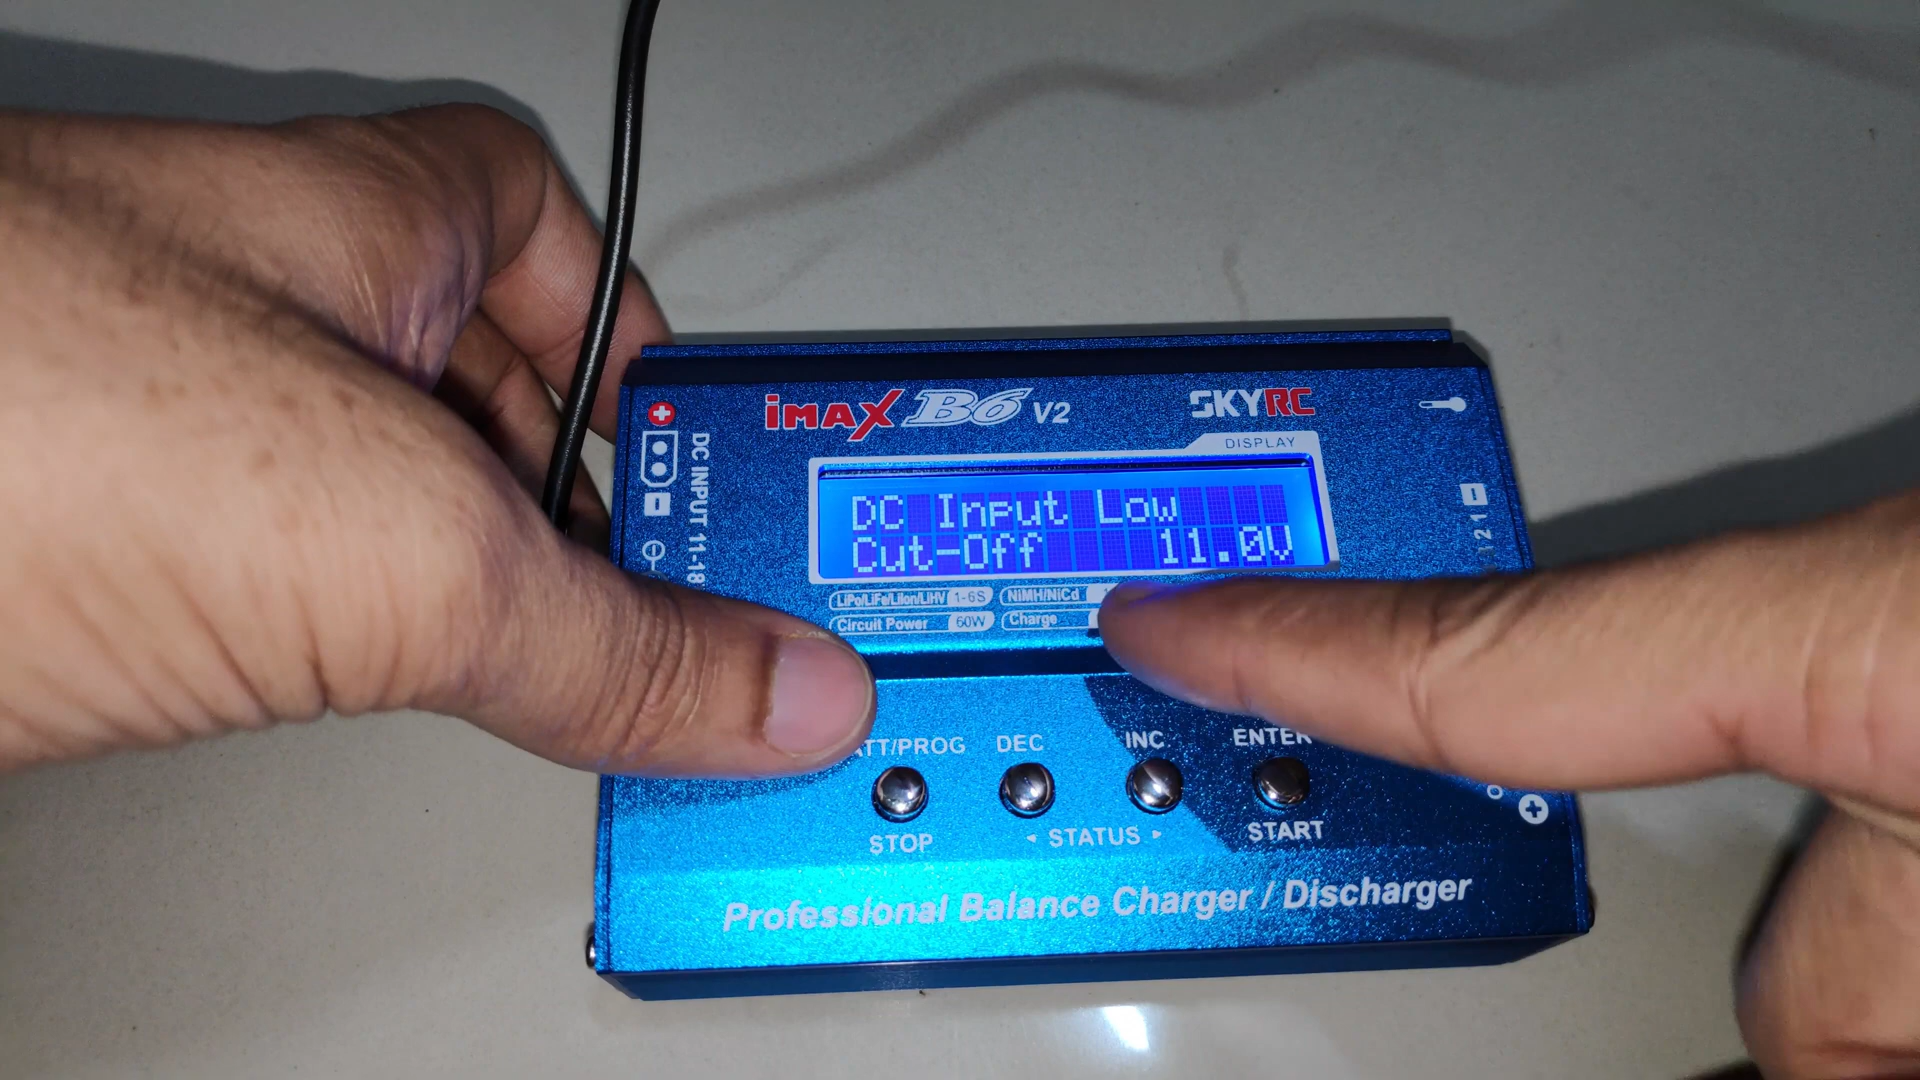 iMAX B6 V2
SKYRC
DISPLAY
DC INPUT 11-18
DC Input Low
Cut-Off 11.0V
LiPo/LiFe/LiIon/LiHV 1-6S
NiMH/NiCd
Circuit Power 60W
Charge
ATT/PROG
DEC
INC
ENTER
STOP
STATUS
START
Professional Balance Charger / Discharger